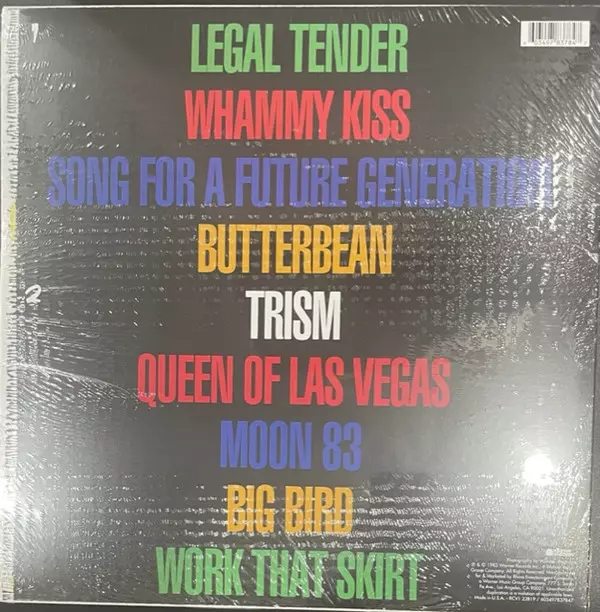 LEGAL TENDER
WHAMMY KISS
SONG FOR A FUTURE GENERATION
BUTTERBEAN
TRISM
QUEEN OF LAS VEGAS
MOON 83
BIG BIRD
WORK THAT SKIRT